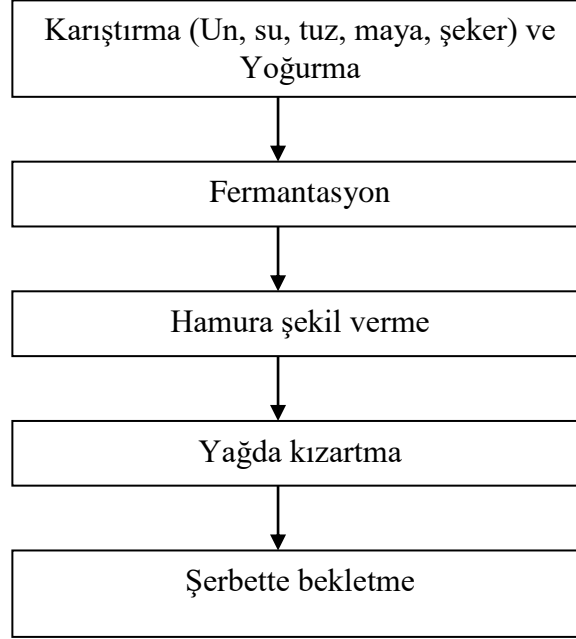 Karıştırma (Un, su, tuz, maya, şeker) ve
Yoğurma
Fermantasyon
Hamura şekil verme
Yağda kızartma
Şerbette bekletme